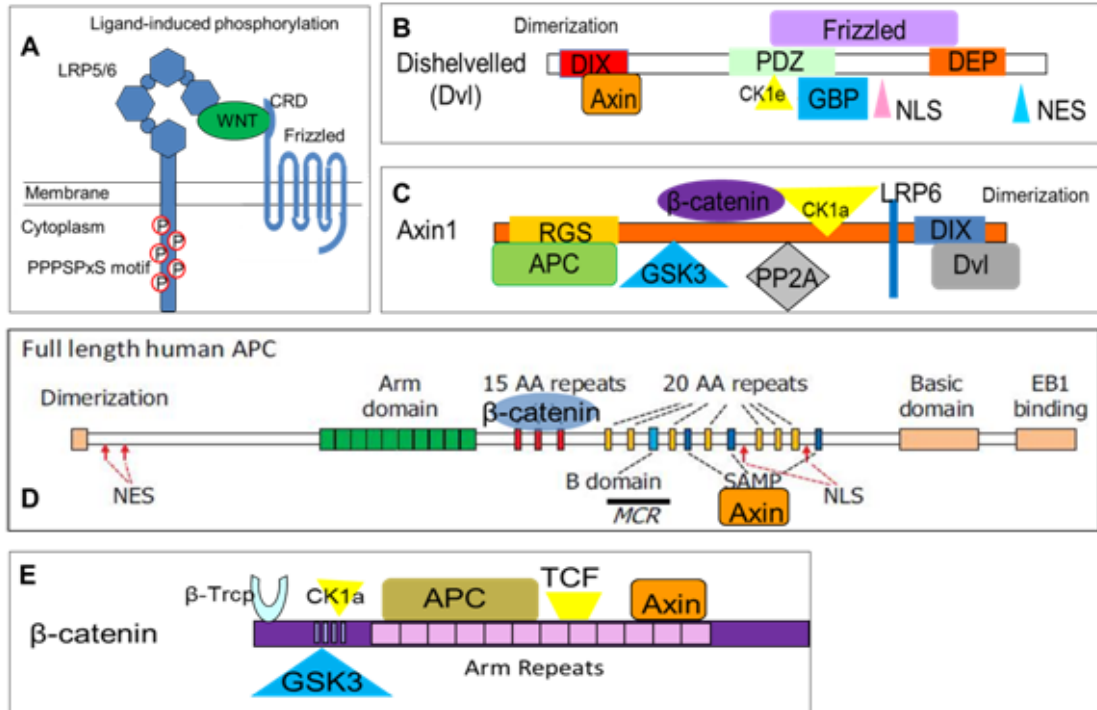 A
Ligand-induced phosphorylation
LRP5/6
CRD
WNT
Frizzled
Membrane
Cytoplasm
PPPSPxS motif
P
P
P
P
P
B
Dimerization
Frizzled
Dishelvelled
(Dvl)
DIX
PDZ
DEP
Axin
CK1e
GBP
NLS
NES
C
β-catenin
CK1a
LRP6
Dimerization
Axin1
RGS
DIX
APC
GSK3
PP2A
Dvl
Full length human APC
Dimerization
Arm
domain
15 AA repeats
β-catenin
20 AA repeats
Basic
domain
EB1
binding
D
NES
B domain
MCR
SAMP
Axin
NLS
E
β-Trcp
CK1a
APC
TCF
Axin
β-catenin
Arm Repeats
GSK3